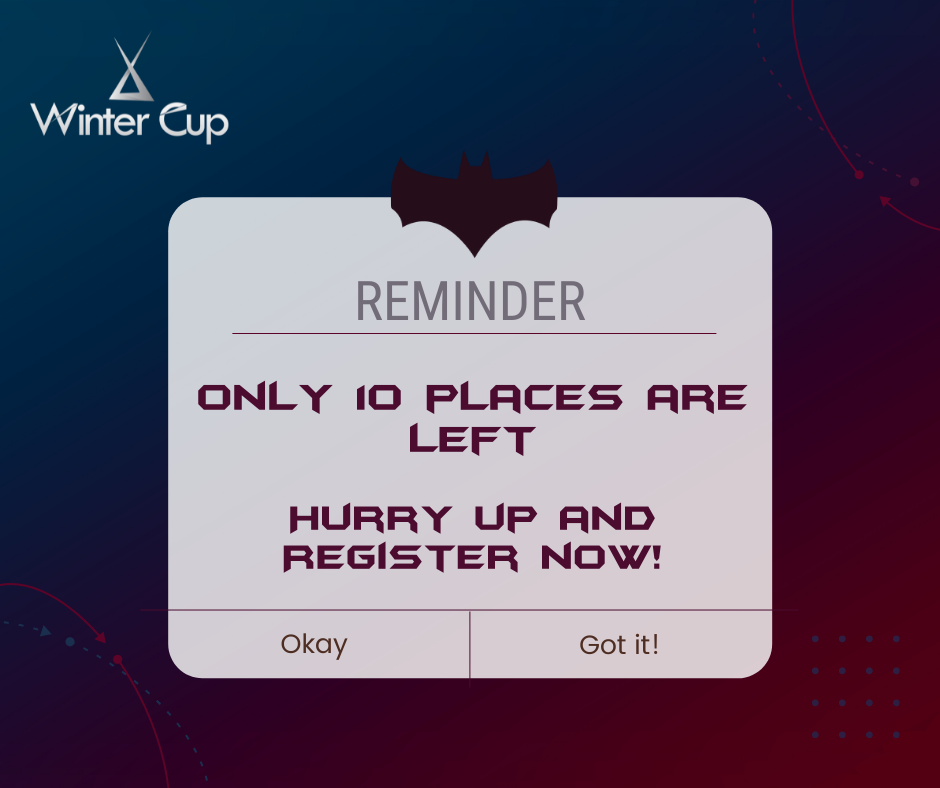 Winter Cup
REMINDER
ONLY 10 PLACES ARE
LEFT
HURRY UP AND
REGISTER NOW!
Okay
Got it!